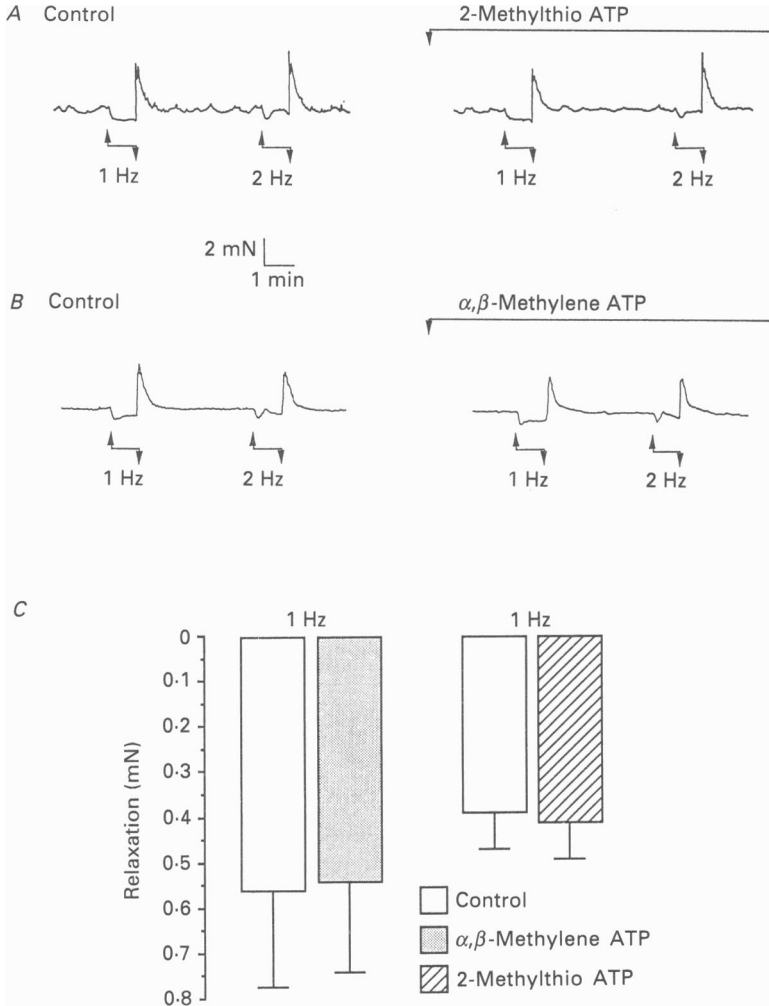 A Control 2-Methylthio ATP
1 Hz 2 Hz 1 Hz 2 Hz
2 mN
1 min
B Control α,β-Methylene ATP
1 Hz 2 Hz 1 Hz 2 Hz
C
1 Hz 1 Hz
0
0·1
0·2
0·3
0·4
0·5
0·6
0·7
0·8
Relaxation (mN)
Control
α,β-Methylene ATP
2-Methylthio ATP